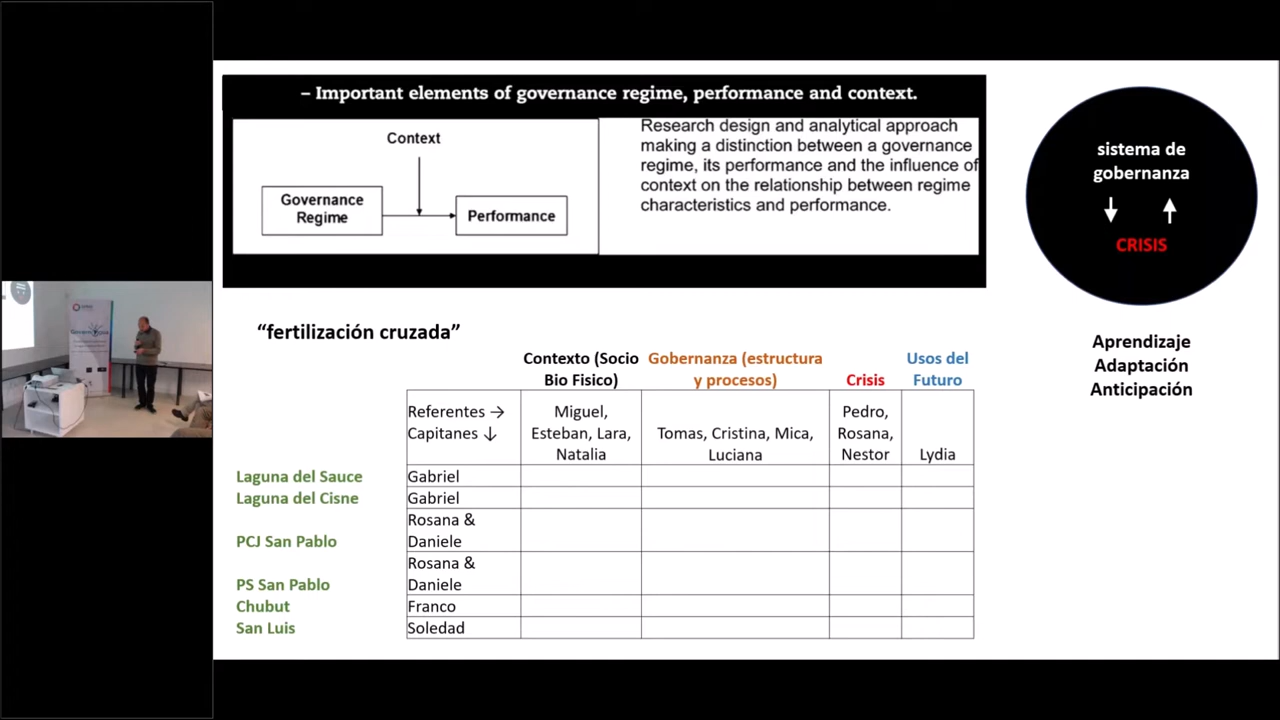 – Important elements of governance regime, performance and context.
Context
Governance
Regime
Performance
Research design and analytical approach
making a distinction between a governance
regime, its performance and the influence of
context on the relationship between regime
characteristics and performance.
sistema de
gobernanza
↓ ↑
CRISIS
Aprendizaje
Adaptación
Anticipación
“fertilización cruzada”
Contexto (Socio
Bio Fisico)
Gobernanza (estructura
y procesos)
Crisis
Usos del
Futuro
Referentes →
Capitanes ↓
Miguel,
Esteban, Lara,
Natalia
Tomas, Cristina, Mica,
Luciana
Pedro,
Rosana,
Nestor
Lydia
Laguna del Sauce Gabriel
Laguna del Cisne Gabriel
Rosana &
PCJ San Pablo Daniele
Rosana &
PS San Pablo Daniele
Chubut Franco
San Luis Soledad